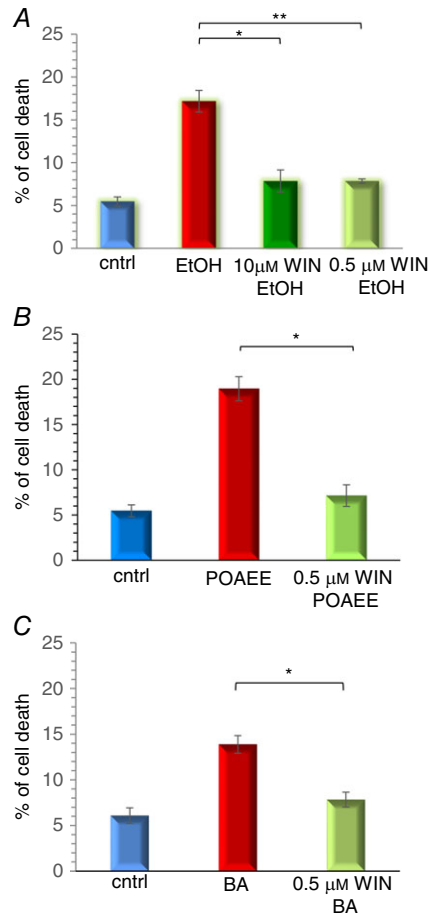 A
**
*
% of cell death
25
20
15
10
5
0
cntrl
EtOH
10μM WIN
EtOH
0.5 μM WIN
EtOH
B
*
% of cell death
25
20
15
10
5
0
cntrl
POAEE
0.5 μM WIN
POAEE
C
*
% of cell death
25
20
15
10
5
0
cntrl
BA
0.5 μM WIN
BA